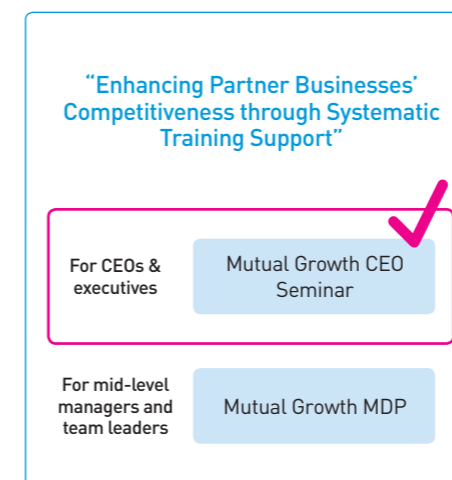 “Enhancing Partner Businesses’
Competitiveness through Systematic
Training Support”
For CEOs &
executives
Mutual Growth CEO
Seminar
For mid-level
managers and
team leaders
Mutual Growth MDP